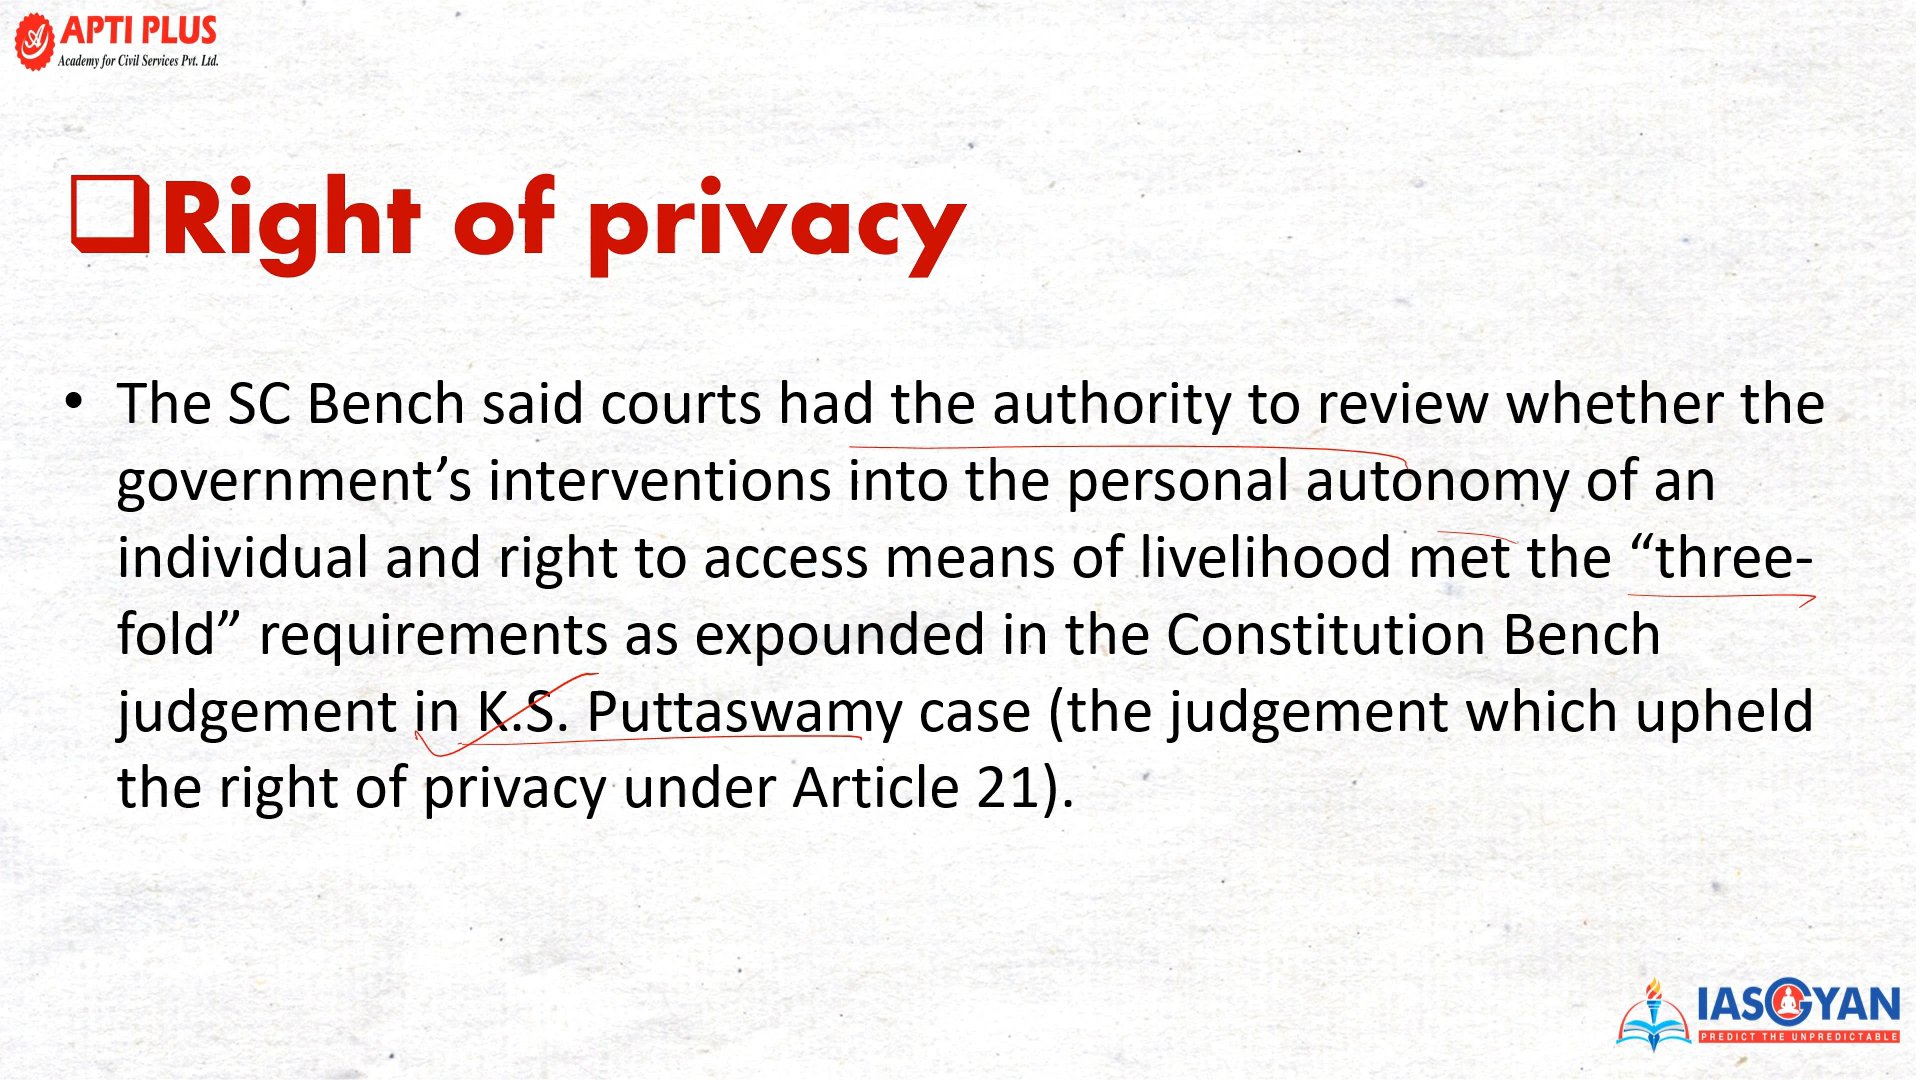 APTI PLUS
Academy for Civil Services Pvt. Ltd.
❑Right of privacy
• The SC Bench said courts had the authority to review whether the
government’s interventions into the personal autonomy of an
individual and right to access means of livelihood met the “three-
fold” requirements as expounded in the Constitution Bench
judgement in K.S. Puttaswamy case (the judgement which upheld
the right of privacy under Article 21).
IASGYAN
PREDICT THE UNPREDICTABLE